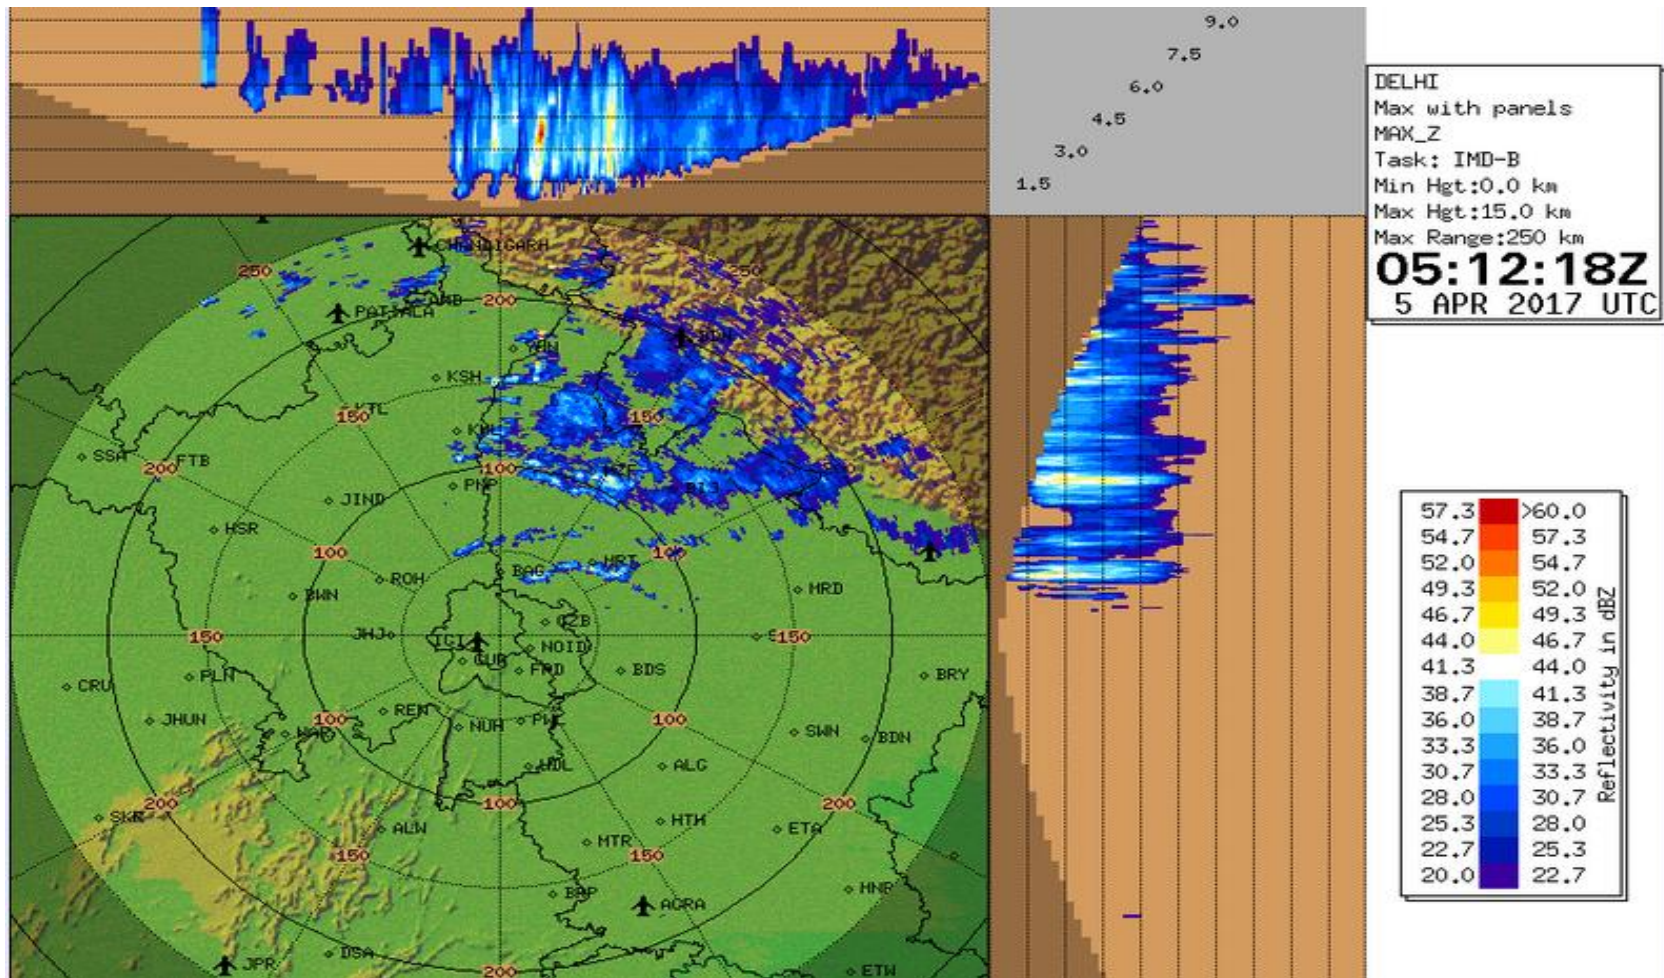 9.0
7.5
6.0
4.5
3.0
1.5
DELHI
Max with panels
MAX_Z
Task: IMD-B
Min Hgt:0.0 km
Max Hgt:15.0 km
Max Range:250 km
05:12:18Z
5 APR 2017 UTC
CHANDIGARH
250
250
AMB
200
PATIALA
YMN
KSH
KTL
150
150
KNL
SSA
FTB
200
100
PNP
JIND
BIJ
HSR
100
100
MRT
BAG
ROH
BWN
MRD
GZB
JHJ
150
IGI
NOID
150
GUR
FRD
BDS
CRU
PLN
BRY
REN
JHUN
100
NUH
100
SWN
BDN
ALG
200
100
200
SKR
ALW
HTH
ETA
MTR
150
150
BRP
AGRA
MNP
DSA
JPR
200
ETW
57.3 >60.0
54.7 57.3
52.0 54.7
49.3 52.0
46.7 49.3
44.0 46.7
41.3 44.0
38.7 41.3
36.0 38.7
33.3 36.0
30.7 33.3
28.0 30.7
25.3 28.0
22.7 25.3
20.0 22.7
Reflectivity in dBZ